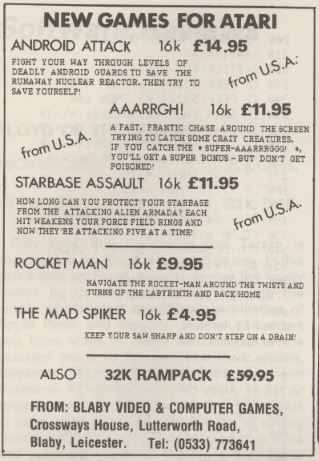 NEW GAMES FOR ATARI
ANDROID ATTACK 16k £14.95
FIGHT YOUR WAY THROUGH LEVELS OF
DEADLY ANDROID GUARDS TO SAVE THE
RUNAWAY NUCLEAR REACTOR. THEN TRY TO
SAVE YOURSELF!
from U.S.A.
AAARRGH! 16k £11.95
A FAST, FRANTIC CHASE AROUND THE SCREEN
TRYING TO CATCH SOME CRAZY CREATURES.
IF YOU CATCH THE * SUPER-AAARRRGGG! *,
YOU'LL GET A SUPER BONUS - BUT DON'T GET
POISONED!
from U.S.A.
STARBASE ASSAULT 16k £11.95
HOW LONG CAN YOU PROTECT YOUR STARBASE
FROM THE ATTACKING ALIEN ARMADA? EACH
HIT WEAKENS YOUR FORCE FIELD RINGS AND
NOW THEY'RE ATTACKING FIVE AT A TIME!
from U.S.A.
ROCKET MAN 16k £9.95
NAVIGATE THE ROCKET-MAN AROUND THE TWISTS AND
TURNS OF THE LABYRINTH AND BACK HOME
THE MAD SPIKER 16k £4.95
KEEP YOUR SAW SHARP AND DON'T STEP ON A DRAIN!
ALSO 32K RAMPACK £59.95
FROM: BLABY VIDEO & COMPUTER GAMES,
Crossways House, Lutterworth Road,
Blaby, Leicester. Tel: (0533) 773641